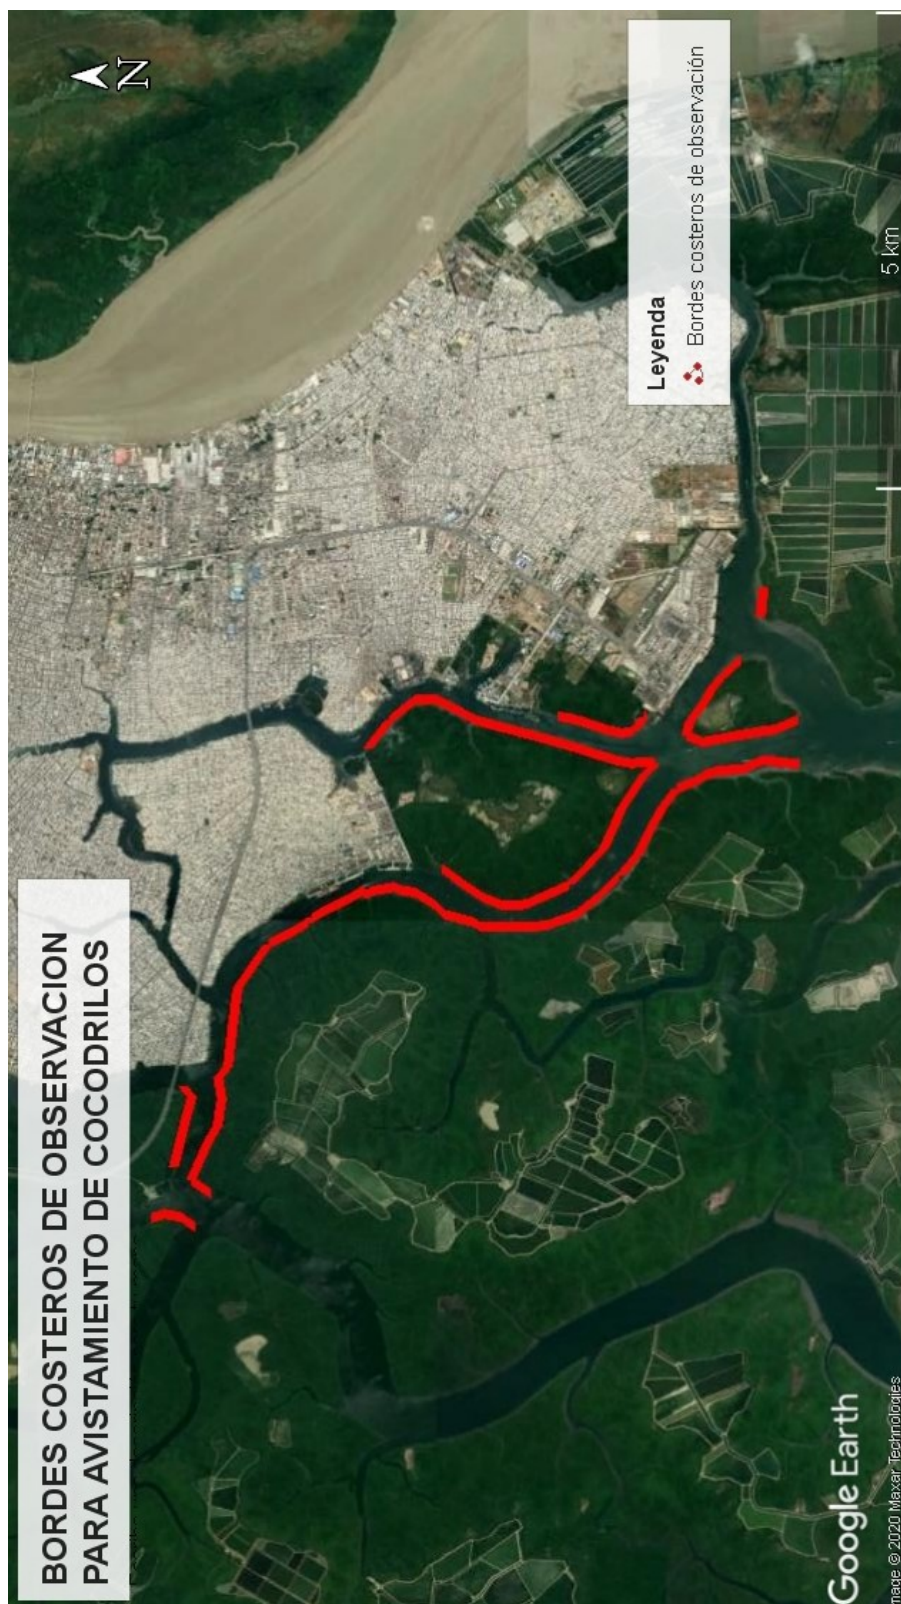 BORDES COSTEROS DE OBSERVACION
PARA AVISTAMIENTO DE COCODRILOS
N
Leyenda
Bordes costeros de observación
5 km
Google Earth
mage © 2020 Maxar Technologies